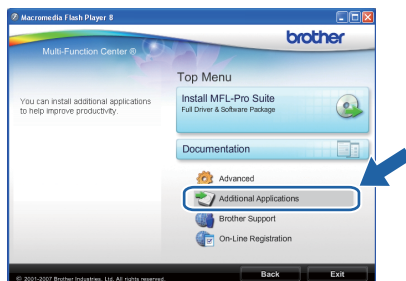 Macromedia Flash Player 8
brother
Multi-Function Center ®
Top Menu
You can install additional applications
to help improve productivity.
Install MFL-Pro Suite
Full Driver & Software Package
Documentation
Advanced
Additional Applications
Brother Support
On-Line Registration
© 2001-2007 Brother Industries, Ltd. All rights reserved.
Back
Exit